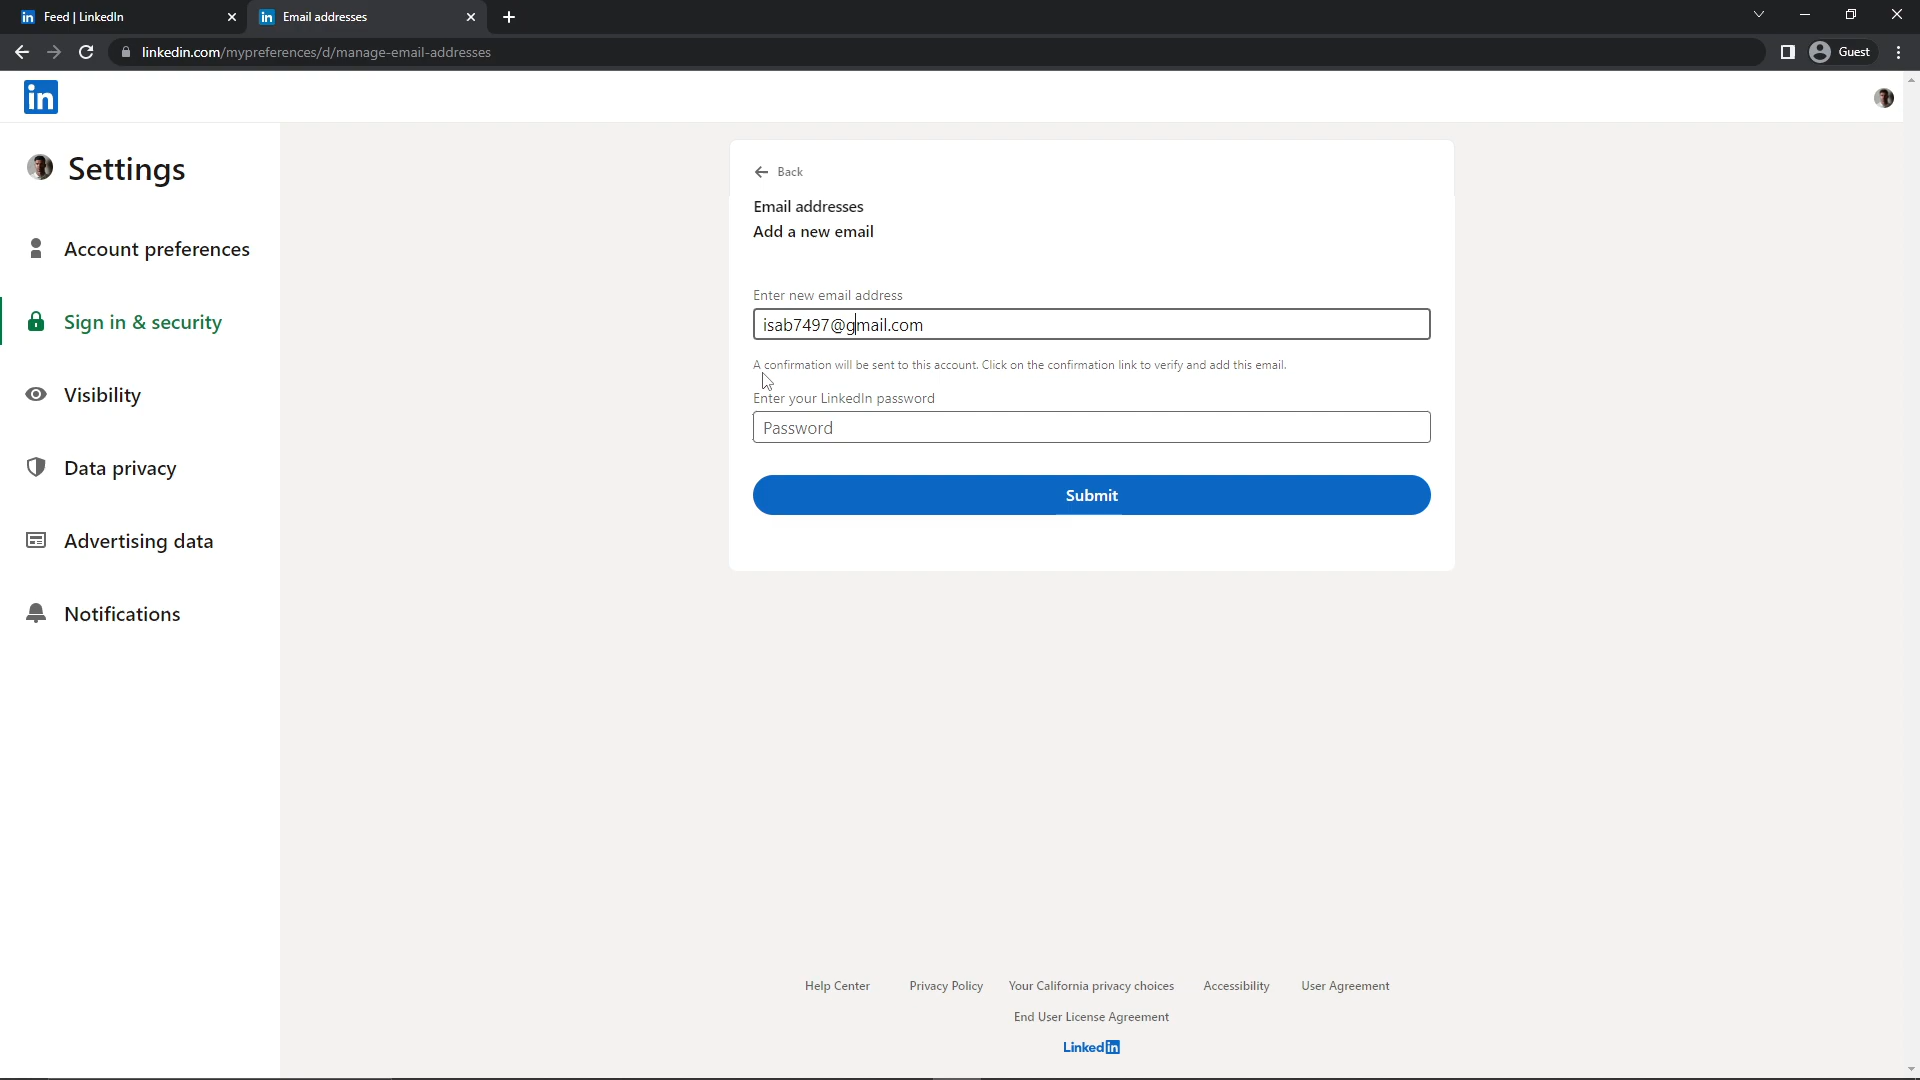 Feed | LinkedIn
Email addresses
linkedin.com/mypreferences/d/manage-email-addresses
Guest
in
Settings
Account preferences
Sign in & security
Visibility
Data privacy
Advertising data
Notifications
Back
Email addresses
Add a new email
Enter new email address
isab7497@gmail.com
A confirmation will be sent to this account. Click on the confirmation link to verify and add this email.
Enter your LinkedIn password
Password
Submit
Help Center
Privacy Policy
Your California privacy choices
Accessibility
User Agreement
End User License Agreement
LinkedIn